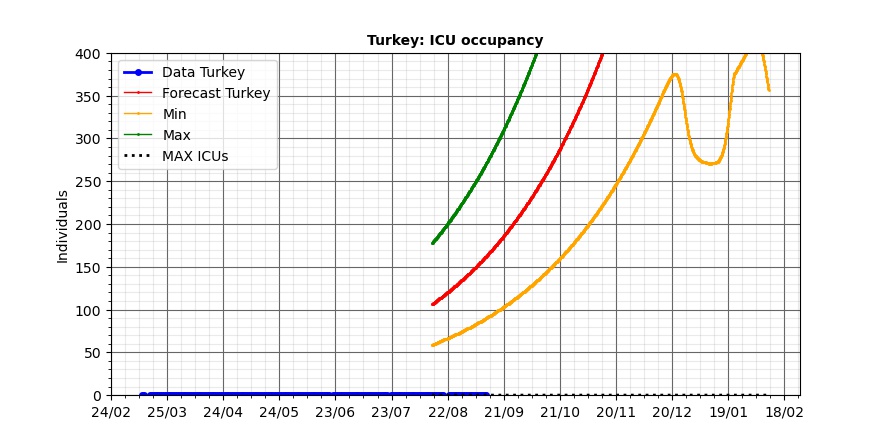 Turkey: ICU occupancy
Individuals
400
350
300
250
200
150
100
50
0
Data Turkey
Forecast Turkey
Min
Max
MAX ICUs
24/02 25/03 24/04 24/05 23/06 23/07 22/08 21/09 21/10 20/11 20/12 19/01 18/02